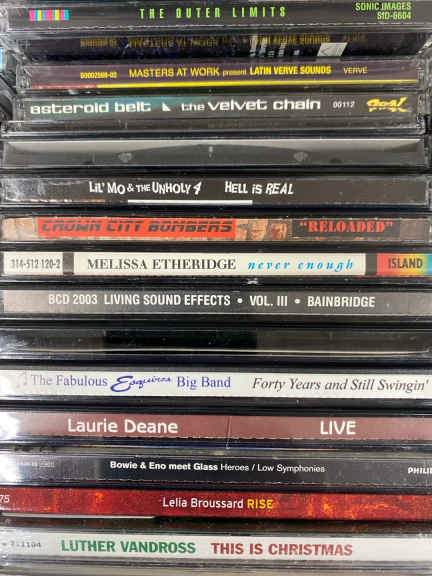 THE OUTER LIMITS SONIC IMAGES SID-6604
B0002566-02 MASTERS AT WORK present LATIN VERVE SOUNDS VERVE
asteroid belt the velvet chain 00112
LIL' MO & THE UNHOLY 4 HELL IS REAL
CROWN CITY BOMBERS "RELOADED"
314-512 120-2 MELISSA ETHERIDGE never enough ISLAND
BCD 2003 LIVING SOUND EFFECTS • VOL. III • BAINBRIDGE
The Fabulous Esquires Big Band Forty Years and Still Swingin'
Laurie Deane LIVE
Bowie & Eno meet Glass Heroes / Low Symphonies PHILIP
75 Lelia Broussard RISE
LUTHER VANDROSS THIS IS CHRISTMAS